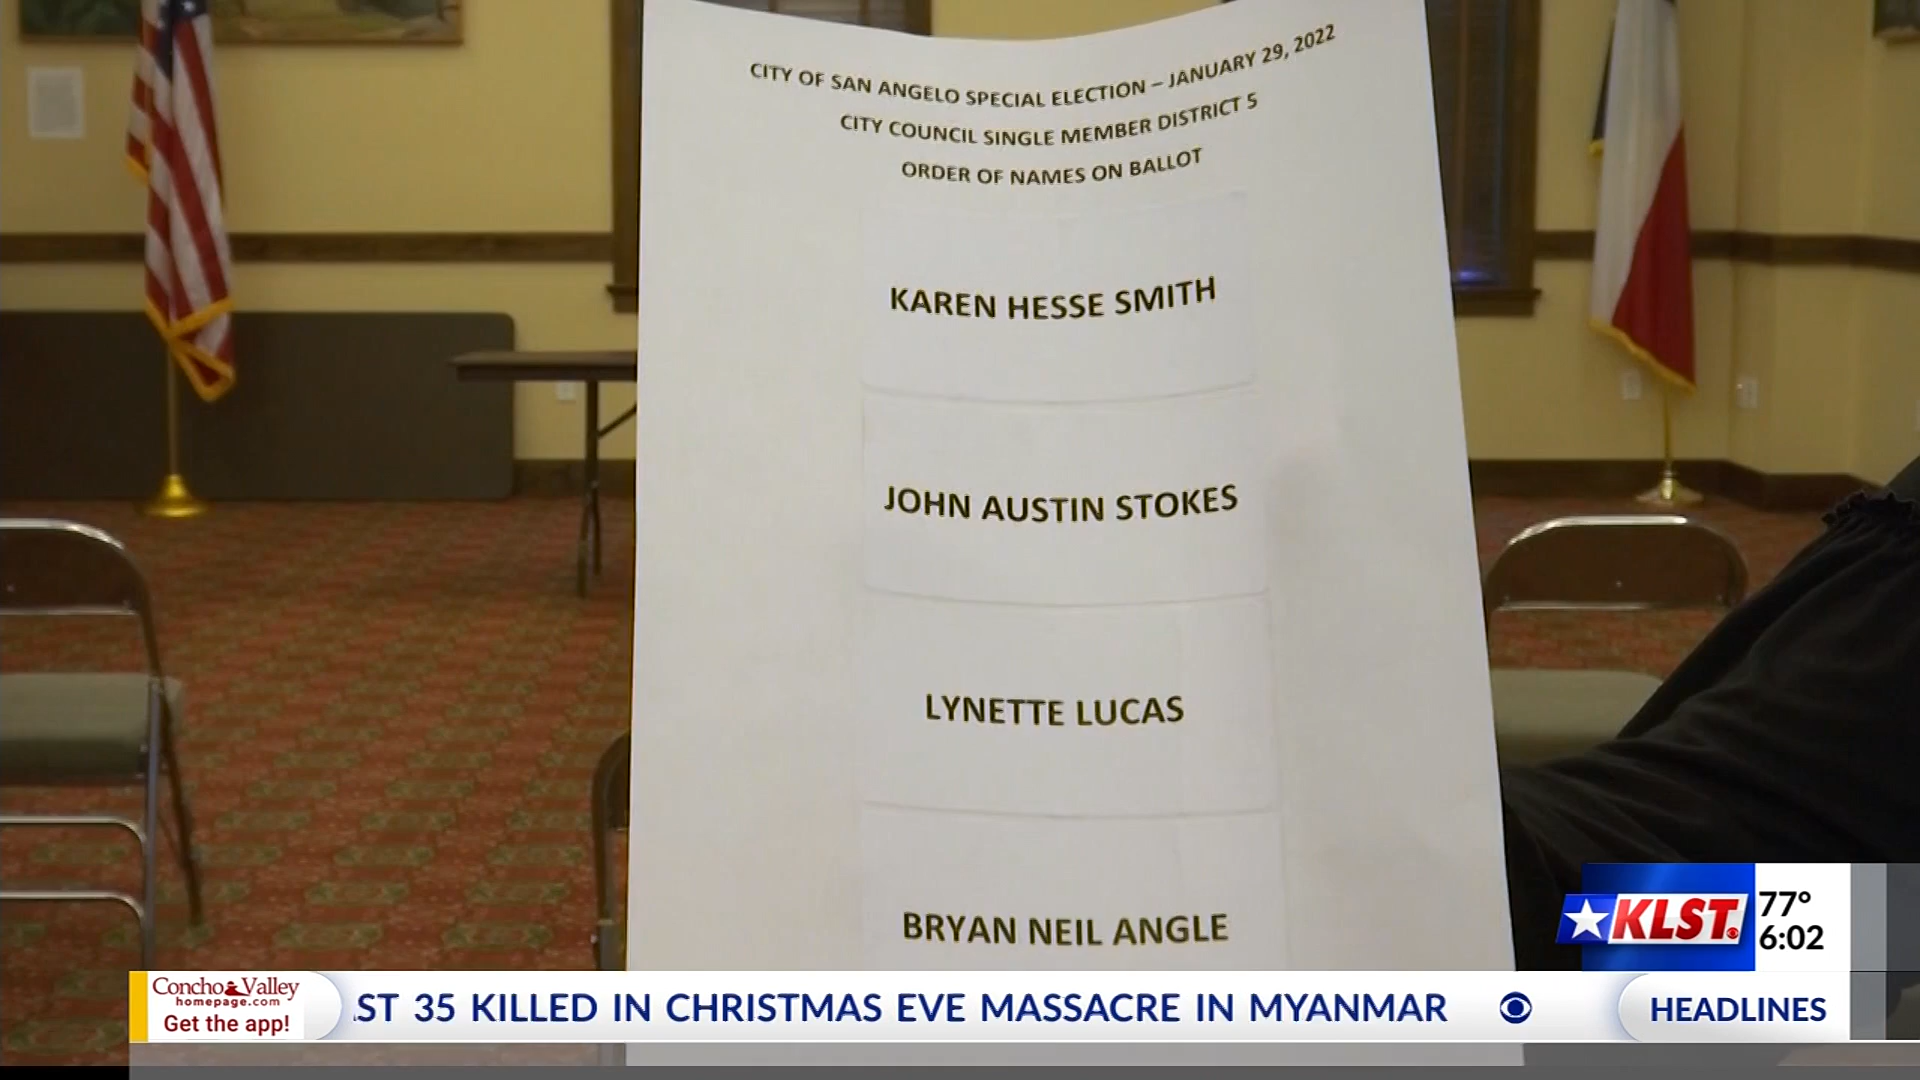 CITY OF SAN ANGELO SPECIAL ELECTION – JANUARY 29, 2022
CITY COUNCIL SINGLE MEMBER DISTRICT 5
ORDER OF NAMES ON BALLOT
KAREN HESSE SMITH
JOHN AUSTIN STOKES
LYNETTE LUCAS
BRYAN NEIL ANGLE
KLST
77°
6:02
Concho Valley
homepage.com
Get the app!
ST 35 KILLED IN CHRISTMAS EVE MASSACRE IN MYANMAR
HEADLINES